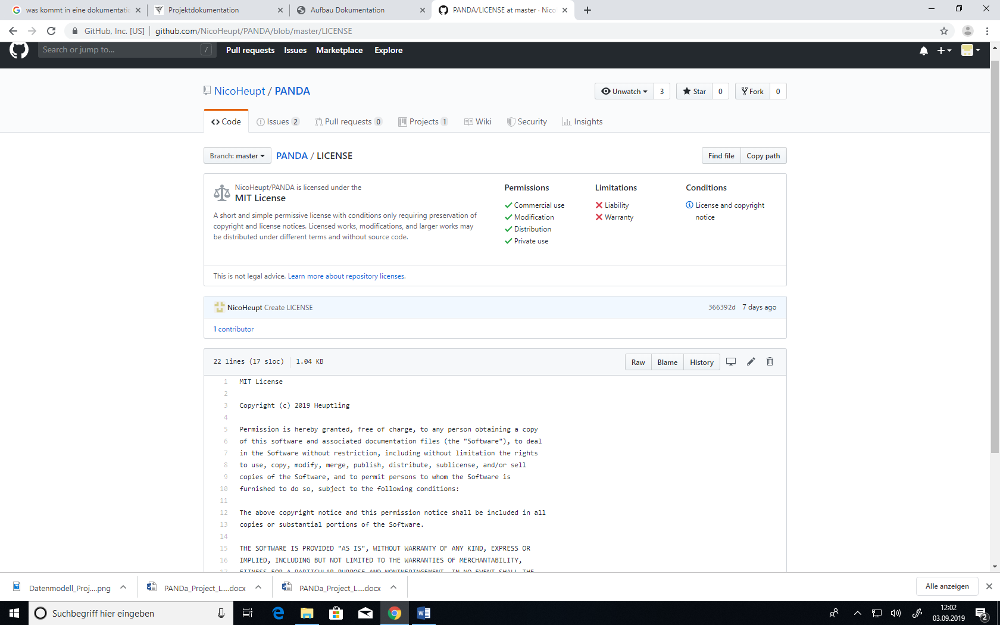 was kommt in eine dokumentatio
Projektdokumentation
Aufbau Dokumentation
PANDA/LICENSE at master · Nico
GitHub, Inc. [US]
github.com/NicoHeupt/PANDA/blob/master/LICENSE
Search or jump to...
/
Pull requests
Issues
Marketplace
Explore
NicoHeupt / PANDA
Unwatch
3
Star
0
Fork
0
Code
Issues 2
Pull requests 0
Projects 1
Wiki
Security
Insights
Branch: master
PANDA / LICENSE
Find file
Copy path
NicoHeupt/PANDA is licensed under the
MIT License
A short and simple permissive license with conditions only requiring preservation of
copyright and license notices. Licensed works, modifications, and larger works may
be distributed under different terms and without source code.
Permissions
Commercial use
Modification
Distribution
Private use
Limitations
Liability
Warranty
Conditions
License and copyright
notice
This is not legal advice. Learn more about repository licenses.
NicoHeupt Create LICENSE
366392d 7 days ago
1 contributor
22 lines (17 sloc) 1.04 KB
Raw
Blame
History
1 MIT License
2
3 Copyright (c) 2019 Heuptling
4
5 Permission is hereby granted, free of charge, to any person obtaining a copy
6 of this software and associated documentation files (the "Software"), to deal
7 in the Software without restriction, including without limitation the rights
8 to use, copy, modify, merge, publish, distribute, sublicense, and/or sell
9 copies of the Software, and to permit persons to whom the Software is
10 furnished to do so, subject to the following conditions:
11
12 The above copyright notice and this permission notice shall be included in all
13 copies or substantial portions of the Software.
14
15 THE SOFTWARE IS PROVIDED "AS IS", WITHOUT WARRANTY OF ANY KIND, EXPRESS OR
16 IMPLIED, INCLUDING BUT NOT LIMITED TO THE WARRANTIES OF MERCHANTABILITY,
17 FITNESS FOR A PARTICULAR PURPOSE AND NONINFRINGEMENT. IN NO EVENT SHALL THE
Datenmodell_Proj....png
PANDa_Project_L....docx
PANDa_Project_L....docx
Alle anzeigen
Suchbegriff hier eingeben
12:02
03.09.2019
2